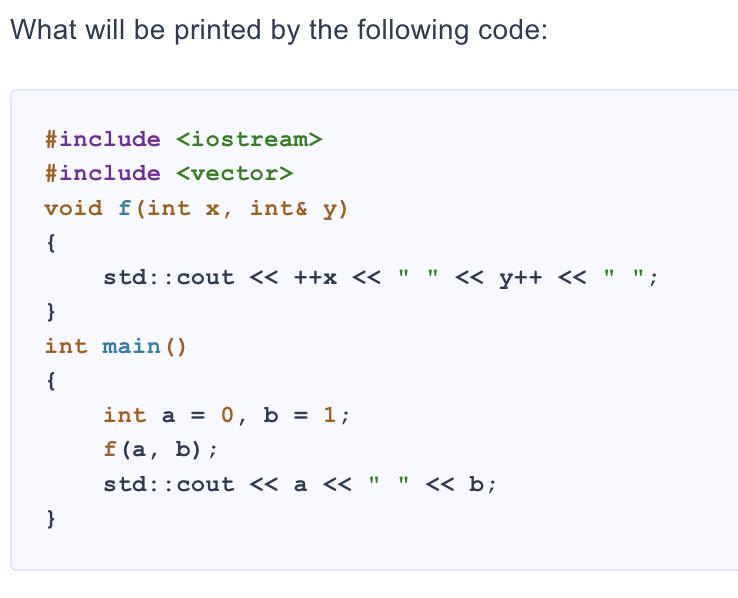 What will be printed by the following code:
#include <iostream>
#include <vector>
void f(int x, int& y)
{
    std::cout << ++x << " " << y++ << " ";
}
int main()
{
    int a = 0, b = 1;
    f(a, b);
    std::cout << a << " " << b;
}